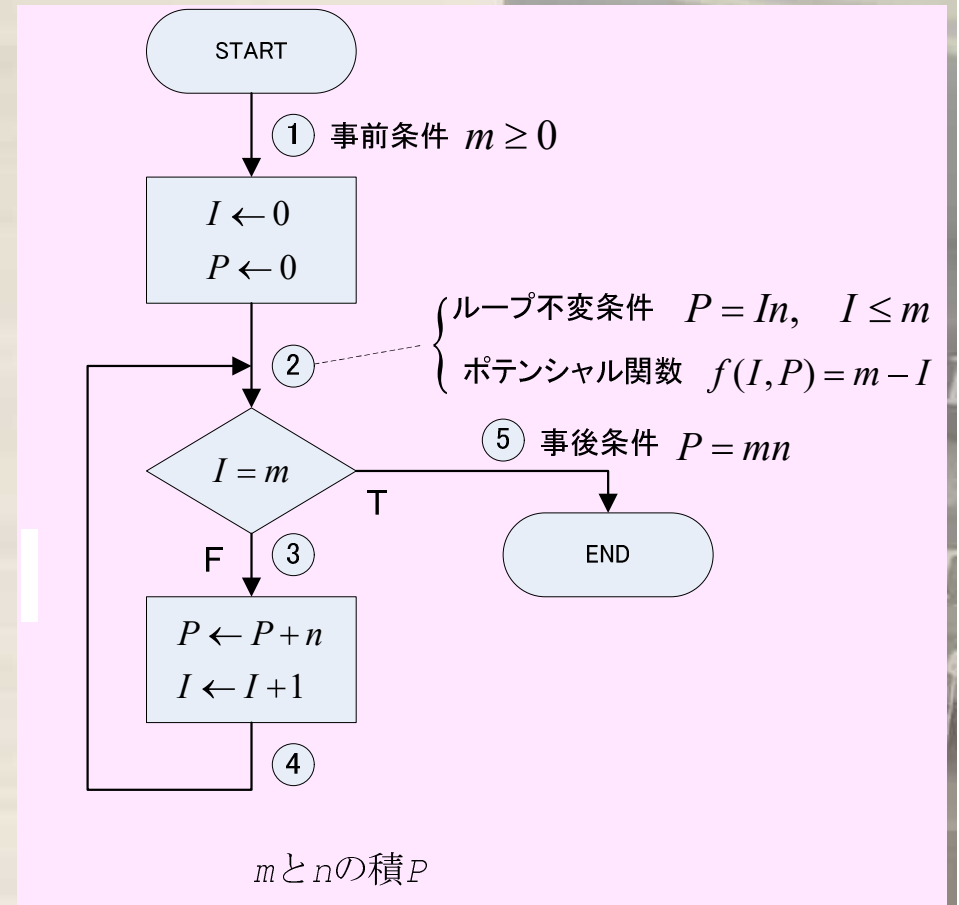 START
① 事前条件 m ≥ 0
I ← 0
P ← 0
ループ不変条件 P = In, I ≤ m
②
ポテンシャル関数 f(I, P) = m − I
⑤ 事後条件 P = mn
I = m
T
END
F ③
P ← P + n
I ← I + 1
④
mとnの積P